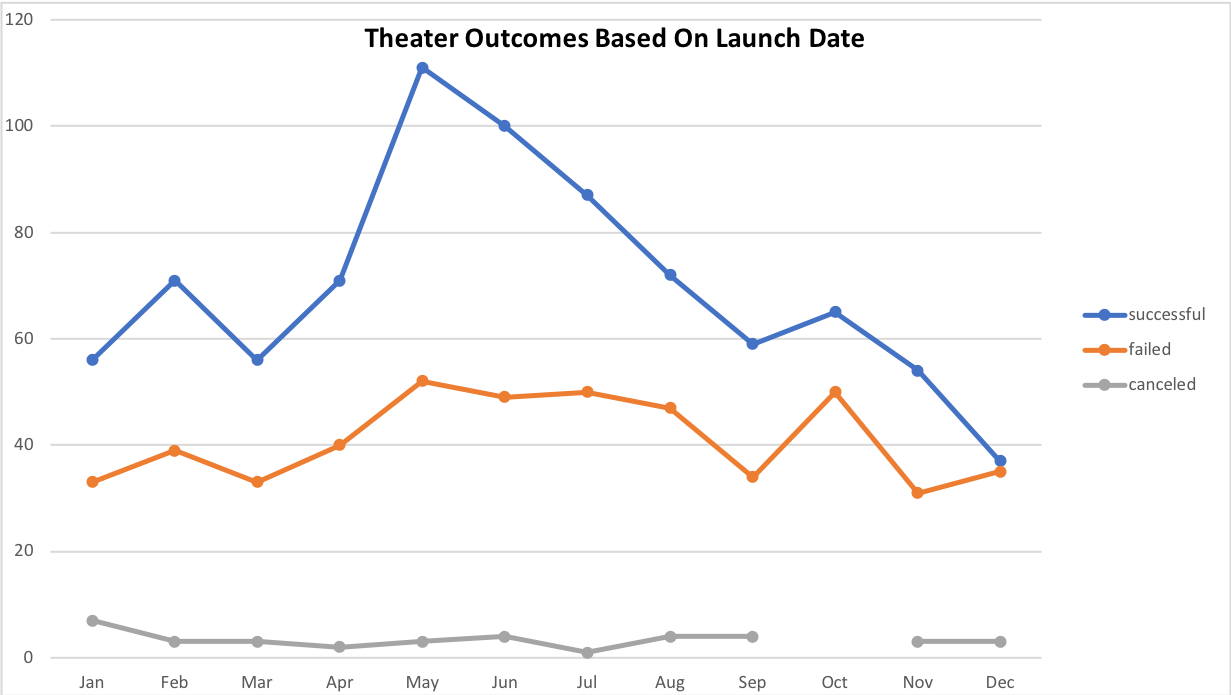 Theater Outcomes Based On Launch Date
120
100
80
60
40
20
0
Jan Feb Mar Apr May Jun Jul Aug Sep Oct Nov Dec
successful
failed
canceled